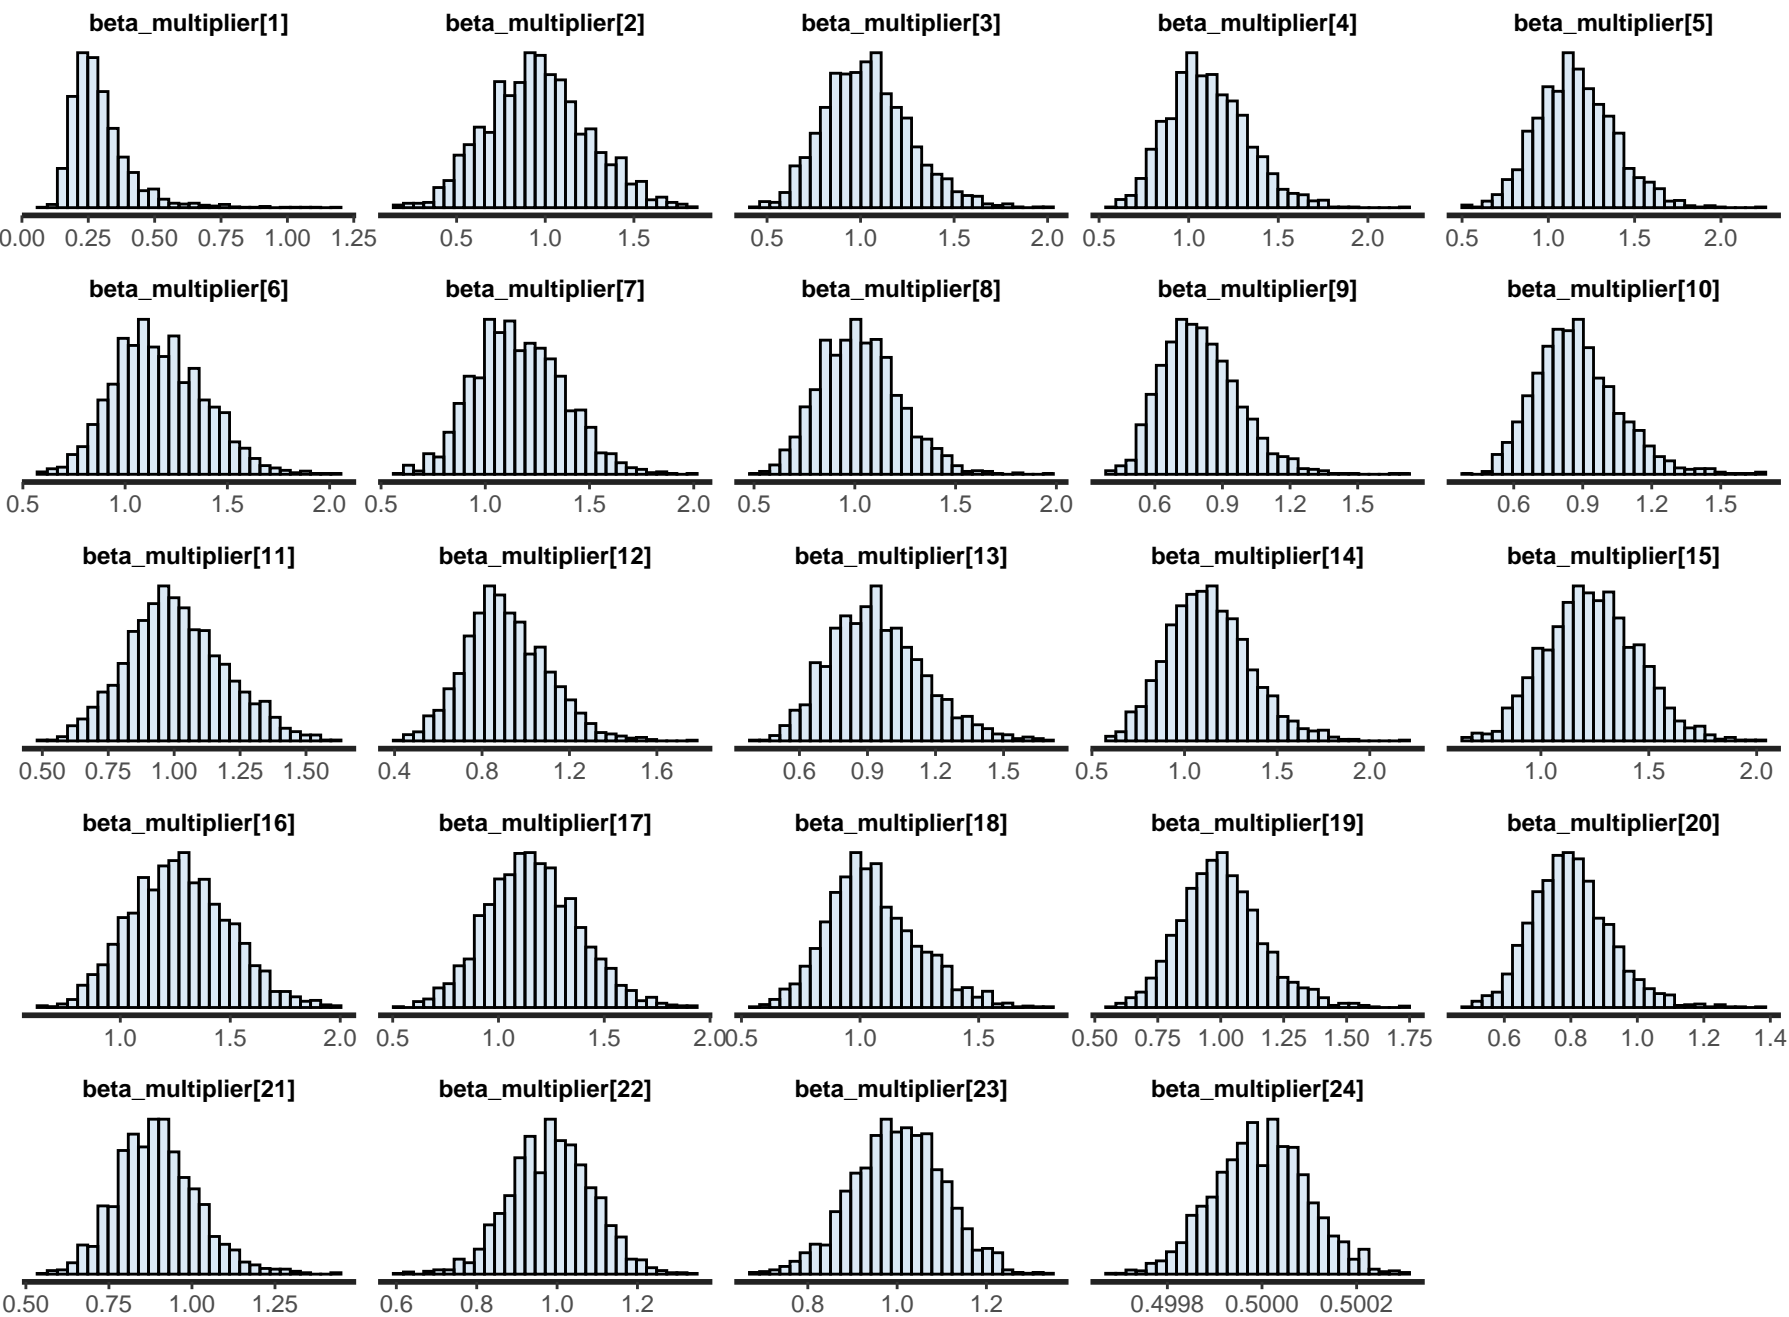 beta_multiplier[1] beta_multiplier[2] beta_multiplier[3] beta_multiplier[4] beta_multiplier[5]
0.00 0.25 0.50 0.75 1.00 1.25 0.5 1.0 1.5 0.5 1.0 1.5 2.0 0.5 1.0 1.5 2.0 0.5 1.0 1.5 2.0
beta_multiplier[6] beta_multiplier[7] beta_multiplier[8] beta_multiplier[9] beta_multiplier[10]
0.5 1.0 1.5 2.0 0.5 1.0 1.5 2.0 0.5 1.0 1.5 2.0 0.6 0.9 1.2 1.5 0.6 0.9 1.2 1.5
beta_multiplier[11] beta_multiplier[12] beta_multiplier[13] beta_multiplier[14] beta_multiplier[15]
0.50 0.75 1.00 1.25 1.50 0.4 0.8 1.2 1.6 0.6 0.9 1.2 1.5 0.5 1.0 1.5 2.0 1.0 1.5 2.0
beta_multiplier[16] beta_multiplier[17] beta_multiplier[18] beta_multiplier[19] beta_multiplier[20]
1.0 1.5 2.0 0.5 1.0 1.5 2.0 0.5 1.0 1.5 0.50 0.75 1.00 1.25 1.50 1.75 0.6 0.8 1.0 1.2 1.4
beta_multiplier[21] beta_multiplier[22] beta_multiplier[23] beta_multiplier[24]
0.50 0.75 1.00 1.25 0.6 0.8 1.0 1.2 0.8 1.0 1.2 0.4998 0.5000 0.5002